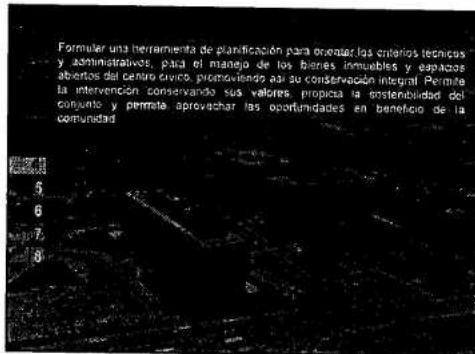 Formular una herramienta de planificación para orientar los criterios técnicos
y administrativos, para el manejo de los bienes inmuebles y espacios
abiertos del centro cívico, promoviendo así su conservación integral. Permite
la intervención conservando sus valores, propicia la sostenibilidad del
conjunto y permita aprovechar las oportunidades en beneficio de la
comunidad
5
6
7
8